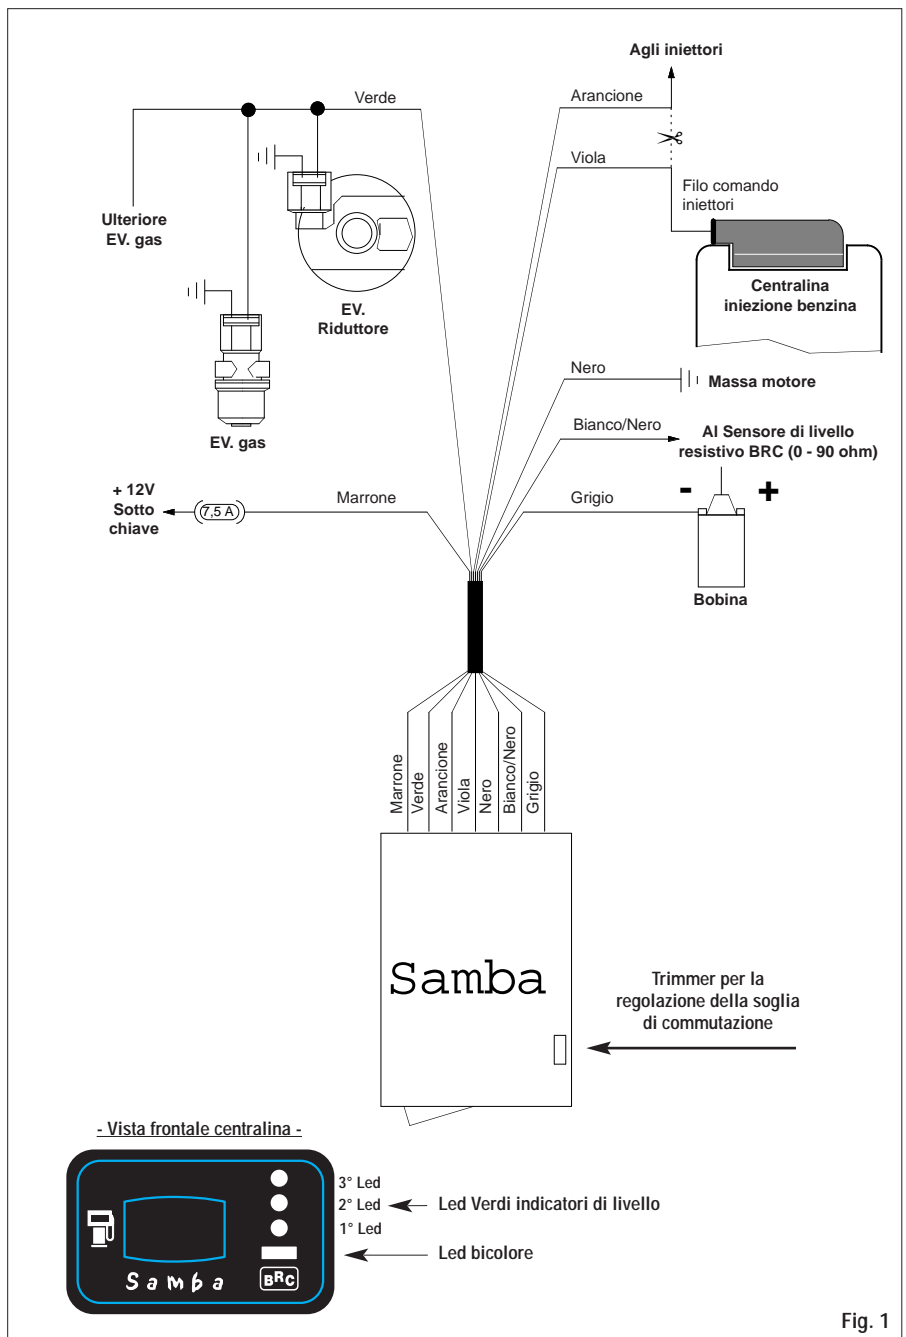 Agli iniettori
Verde
Arancione
Viola
Filo comando
iniettori
Ulteriore
EV. gas
EV.
Riduttore
Centralina
iniezione benzina
EV. gas
Nero
Massa motore
Bianco/Nero
Al Sensore di livello
resistivo BRC (0 - 90 ohm)
+ 12V
Sotto
chiave
7,5 A
Marrone
Grigio
- +
Bobina
Marrone
Verde
Arancione
Viola
Nero
Bianco/Nero
Grigio
Samba
Trimmer per la
regolazione della soglia
di commutazione
- Vista frontale centralina -
3° Led
2° Led
Led Verdi indicatori di livello
1° Led
Led bicolore
Samba
BRC
Fig. 1